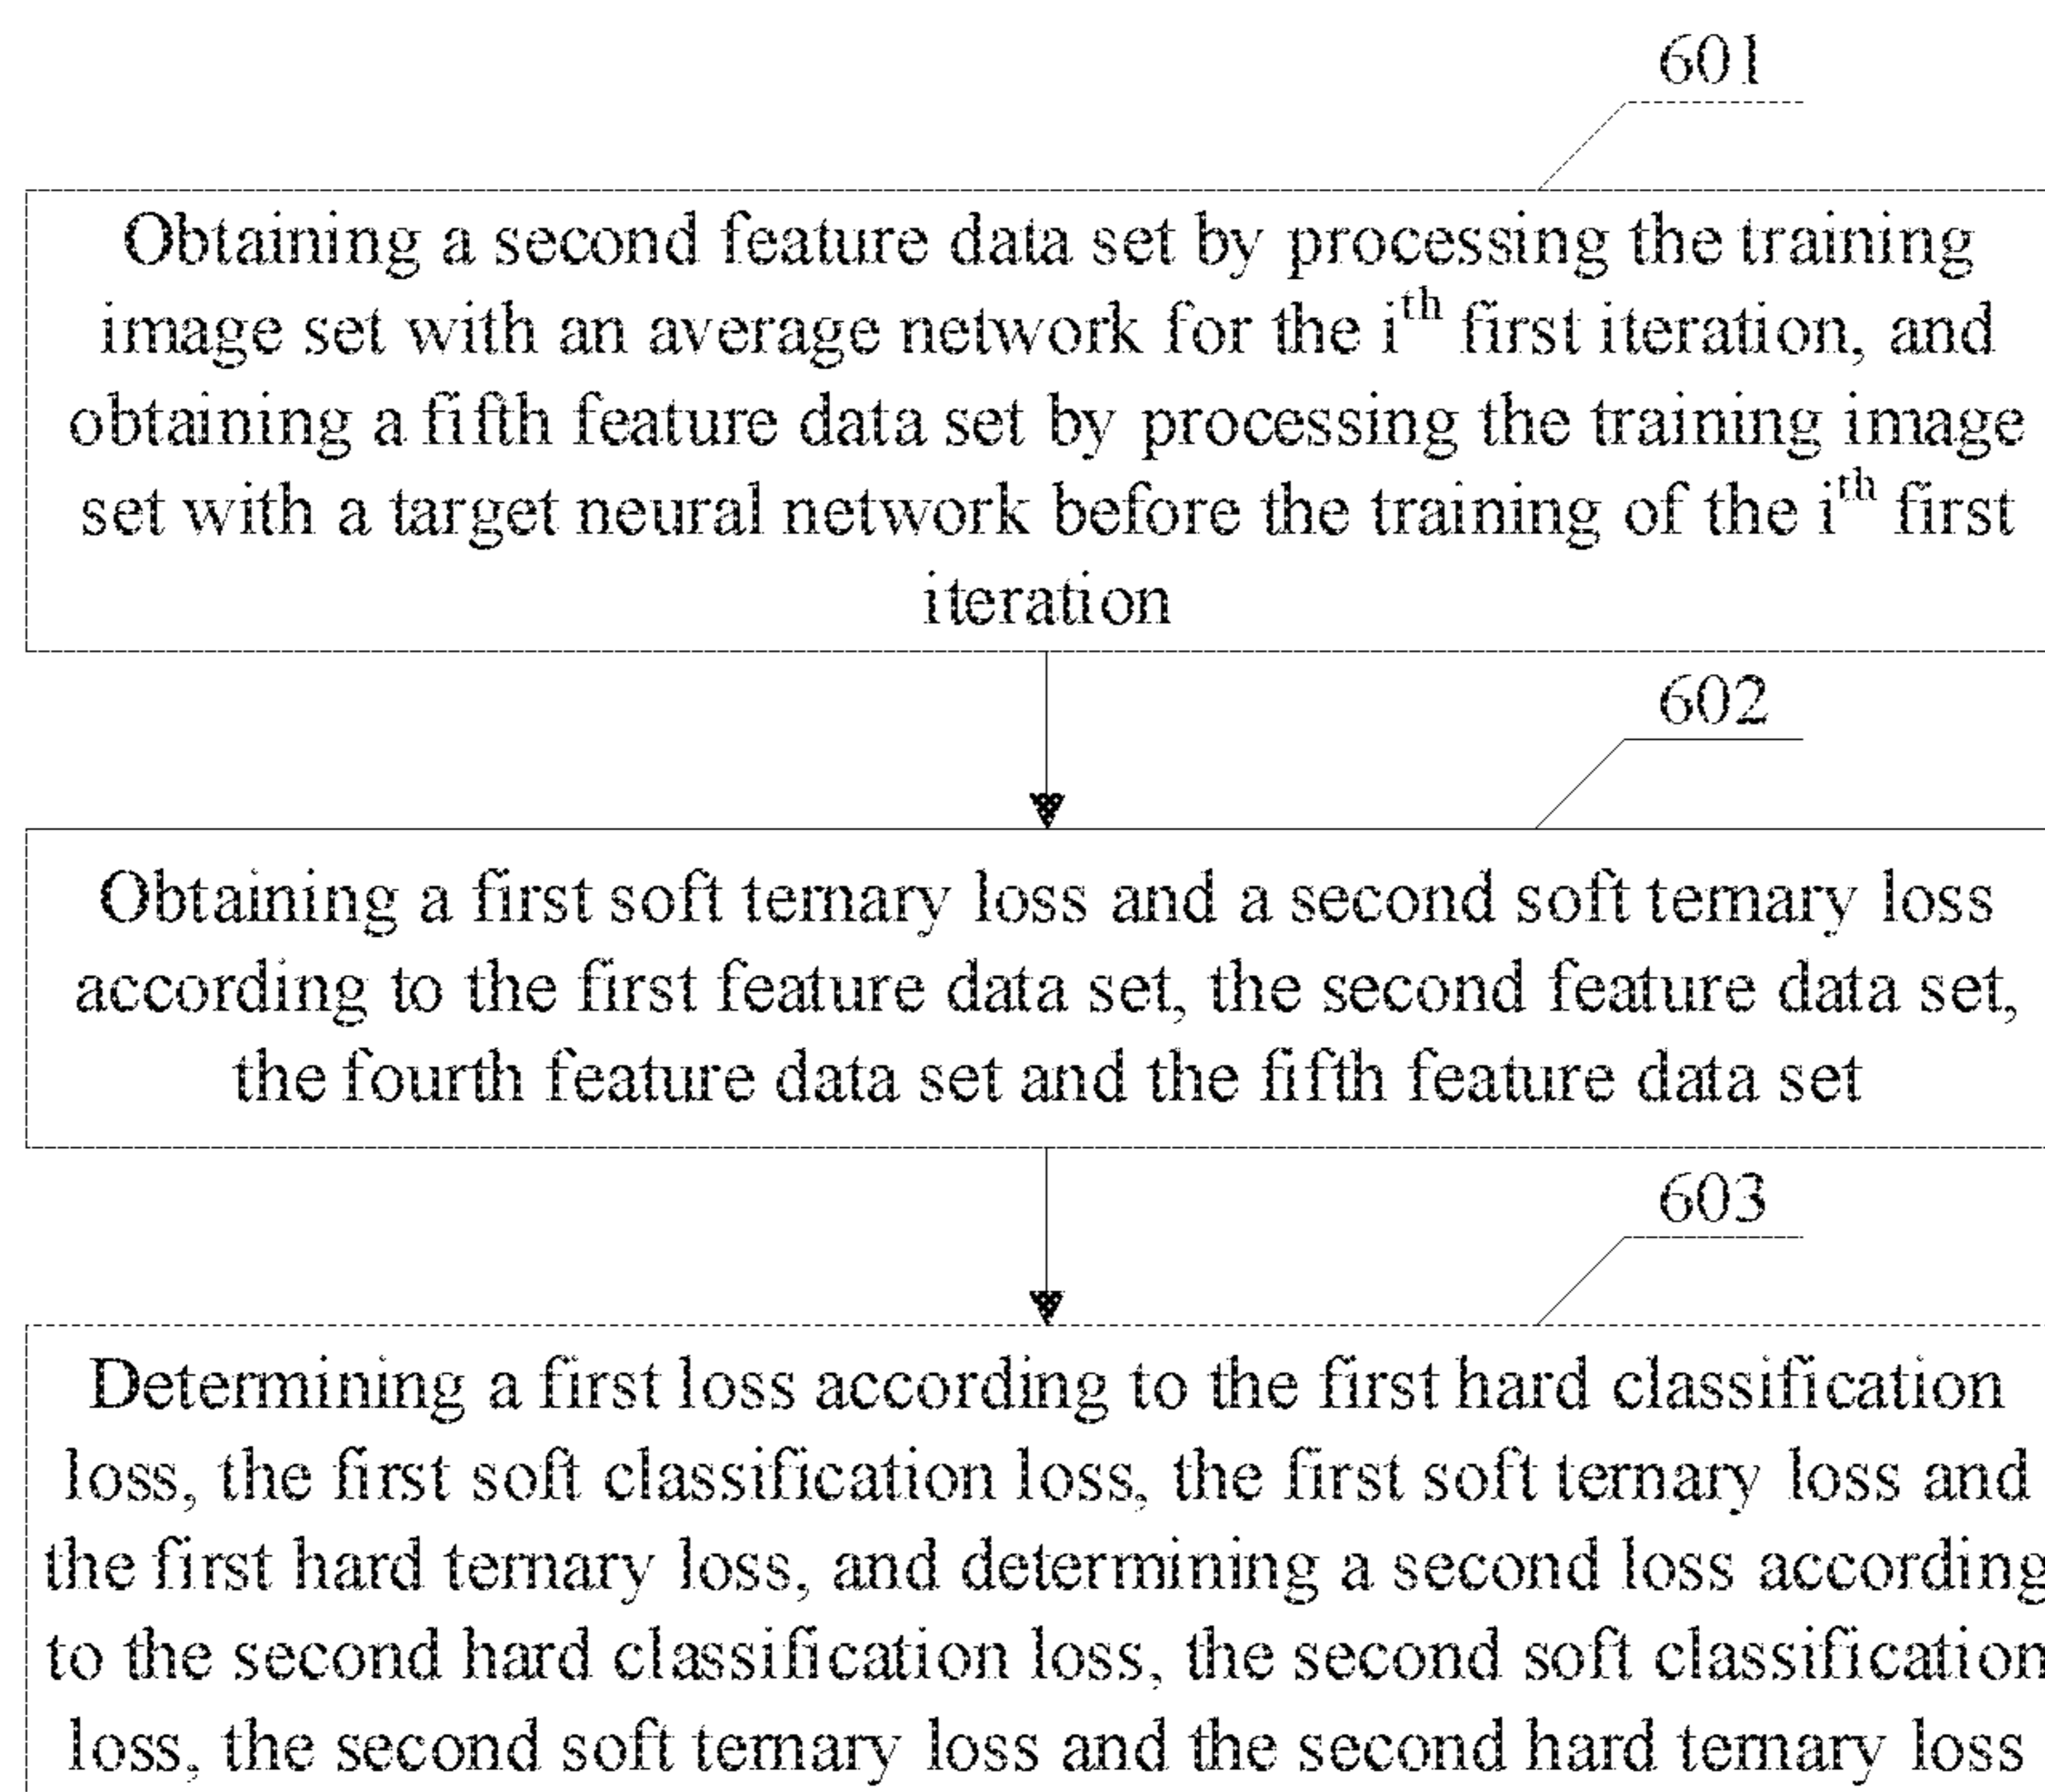 601
Obtaining a second feature data set by processing the training
image set with an average network for the iᵗʰ first iteration, and
obtaining a fifth feature data set by processing the training image
set with a target neural network before the training of the iᵗʰ first
iteration
602
Obtaining a first soft ternary loss and a second soft ternary loss
according to the first feature data set, the second feature data set,
the fourth feature data set and the fifth feature data set
603
Determining a first loss according to the first hard classification
loss, the first soft classification loss, the first soft ternary loss and
the first hard ternary loss, and determining a second loss according
to the second hard classification loss, the second soft classification
loss, the second soft ternary loss and the second hard ternary loss